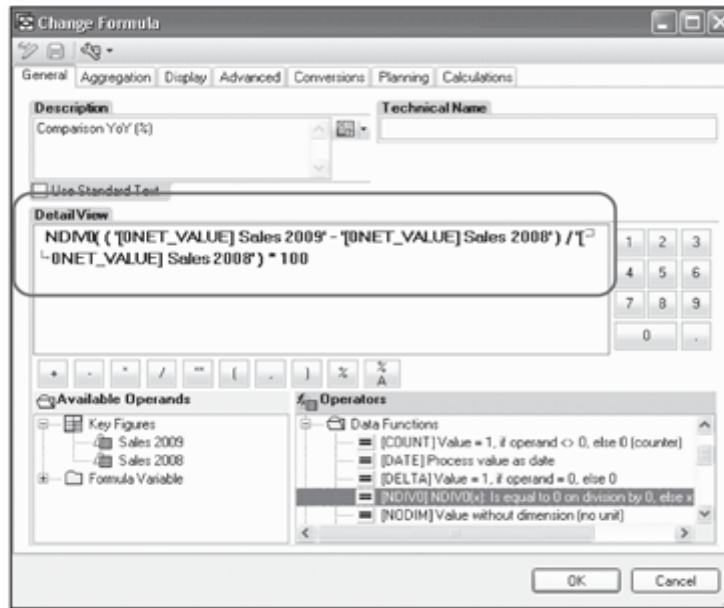 Change Formula
General Aggregation Display Advanced Conversions Planning Calculations
Description
Technical Name
Comparison YoY (%)
Use Standard Text
Detail View
NDIV0( ( '[0NET_VALUE] Sales 2009' - '[0NET_VALUE] Sales 2008' ) / '[
0NET_VALUE] Sales 2008' ) * 100
1 2 3
4 5 6
7 8 9
0 .
+ - * / ** ( , ) % %A
Available Operands
Operators
Key Figures
Sales 2009
Sales 2008
Formula Variable
Data Functions
[COUNT] Value = 1, if operand <> 0, else 0 (counter)
[DATE] Process value as date
[DELTA] Value = 1, if operand = 0, else 0
[NDIV0] NDIV0(x): Is equal to 0 on division by 0, else x
[NODIM] Value without dimension (no unit)
OK Cancel